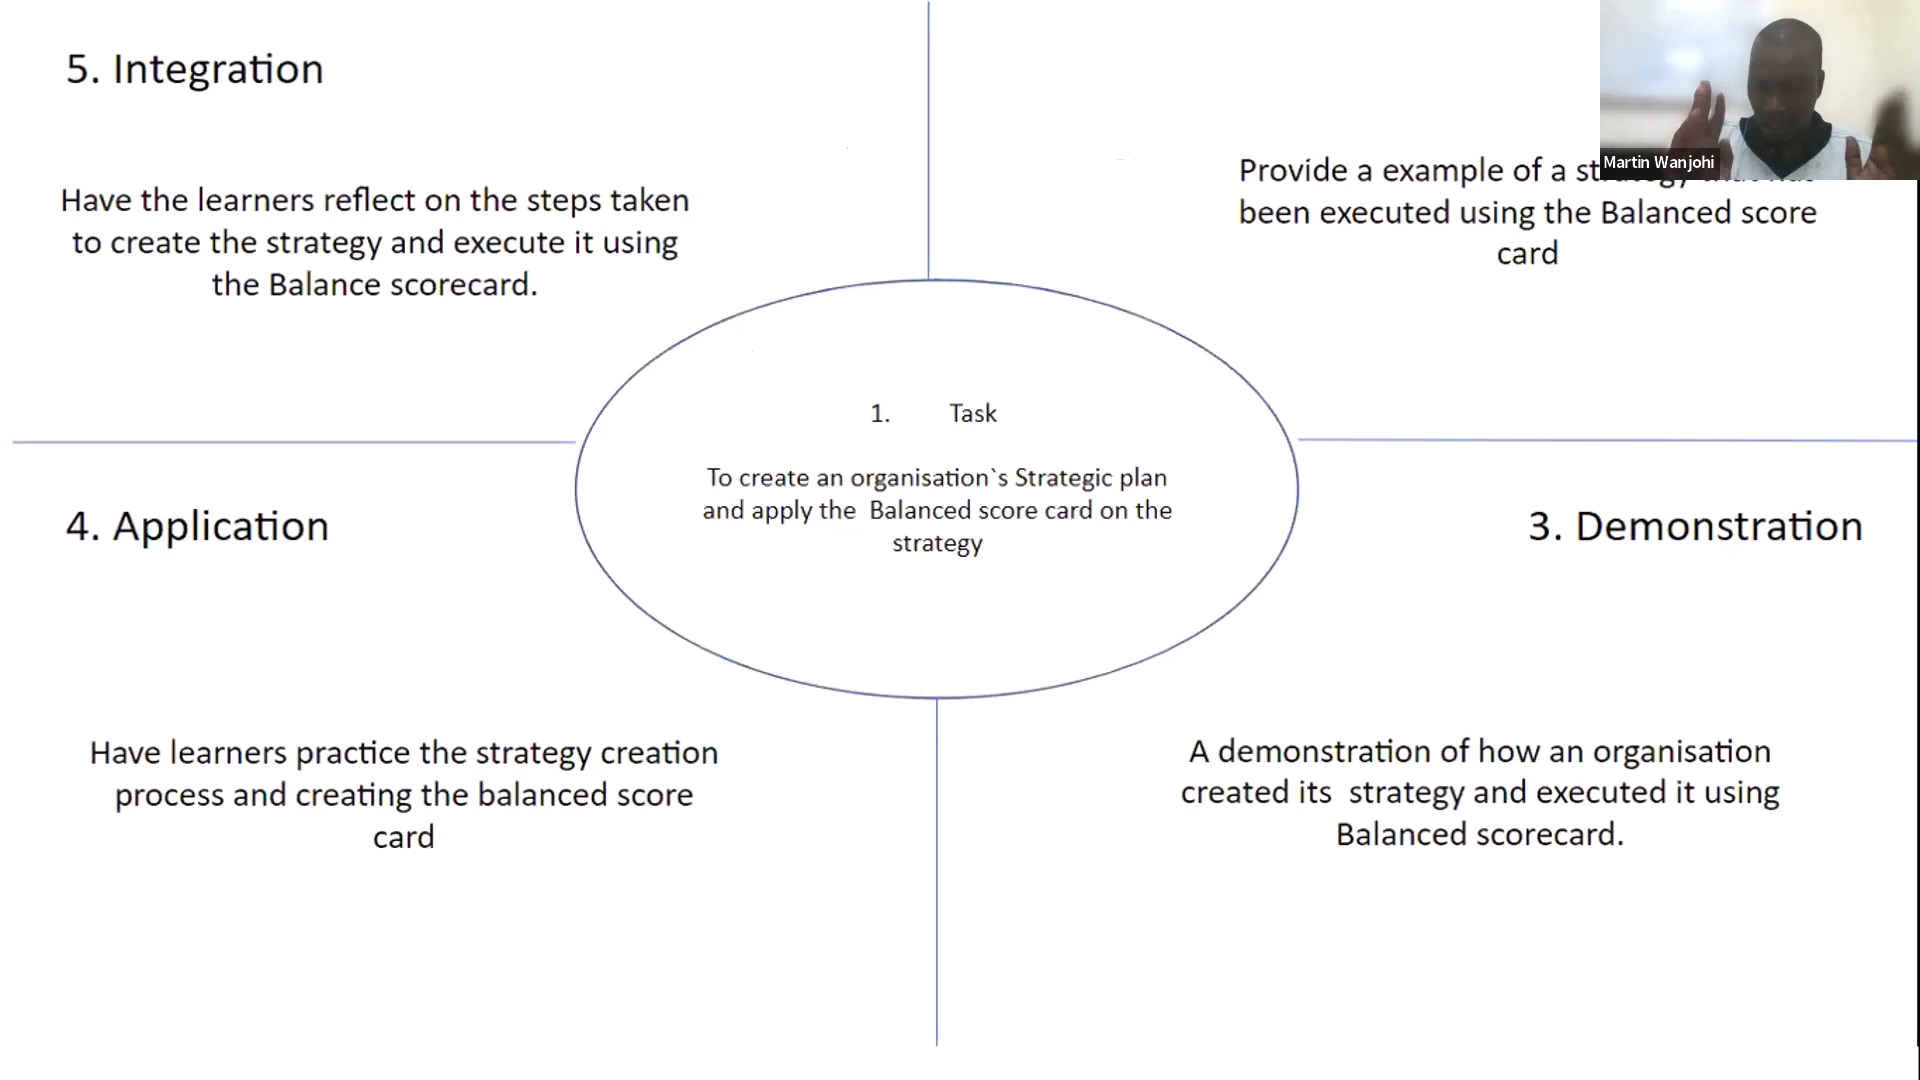 5. Integration
Have the learners reflect on the steps taken
to create the strategy and execute it using
the Balance scorecard.
Martin Wanjohi
Provide a example of a
been executed using the Balanced score
card
1. Task
To create an organisation`s Strategic plan
and apply the Balanced score card on the
strategy
4. Application
Have learners practice the strategy creation
process and creating the balanced score
card
3. Demonstration
A demonstration of how an organisation
created its strategy and executed it using
Balanced scorecard.